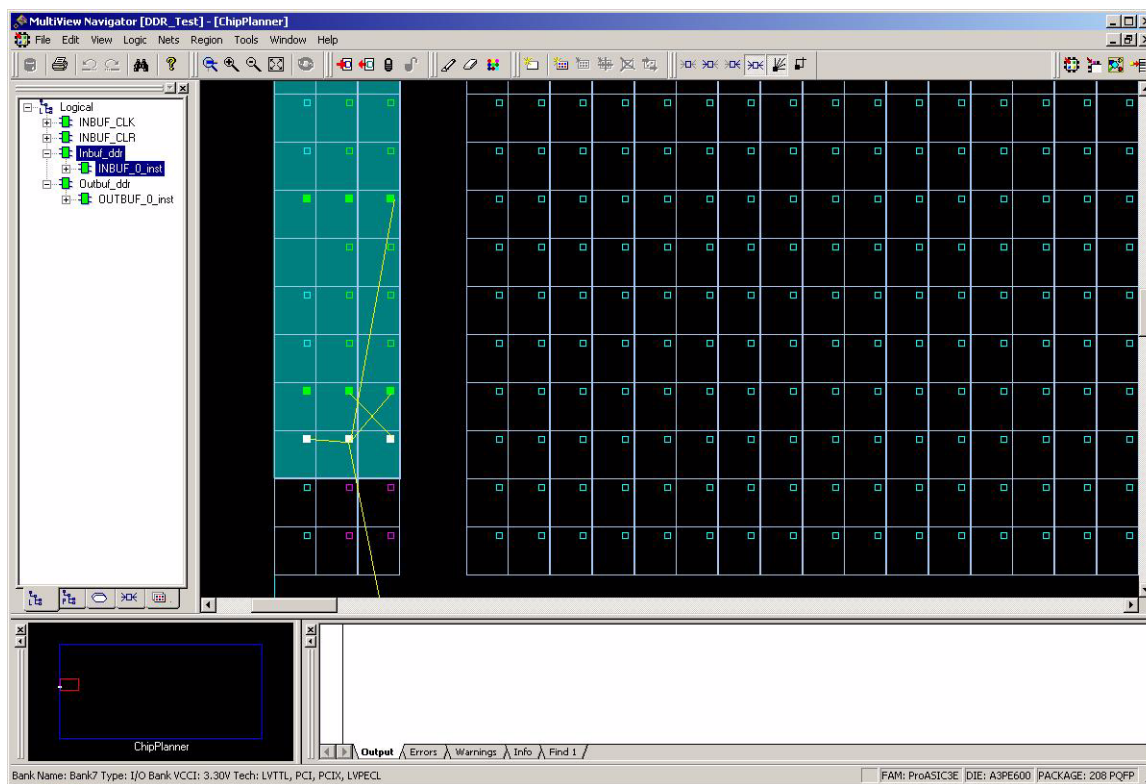 MultiView Navigator [DDR_Test] - [ChipPlanner]
File Edit View Logic Nets Region Tools Window Help
Logical
INBUF_CLK
INBUF_CLR
Inbuf_ddr
INBUF_0_inst
Outbuf_ddr
OUTBUF_0_inst
ChipPlanner
Output Errors Warnings Info Find 1
Bank Name: Bank7 Type: I/O Bank VCCI: 3.30V Tech: LVTTL, PCI, PCIX, LVPECL
FAM: ProASIC3E DIE: A3PE600 PACKAGE: 208 PQFP